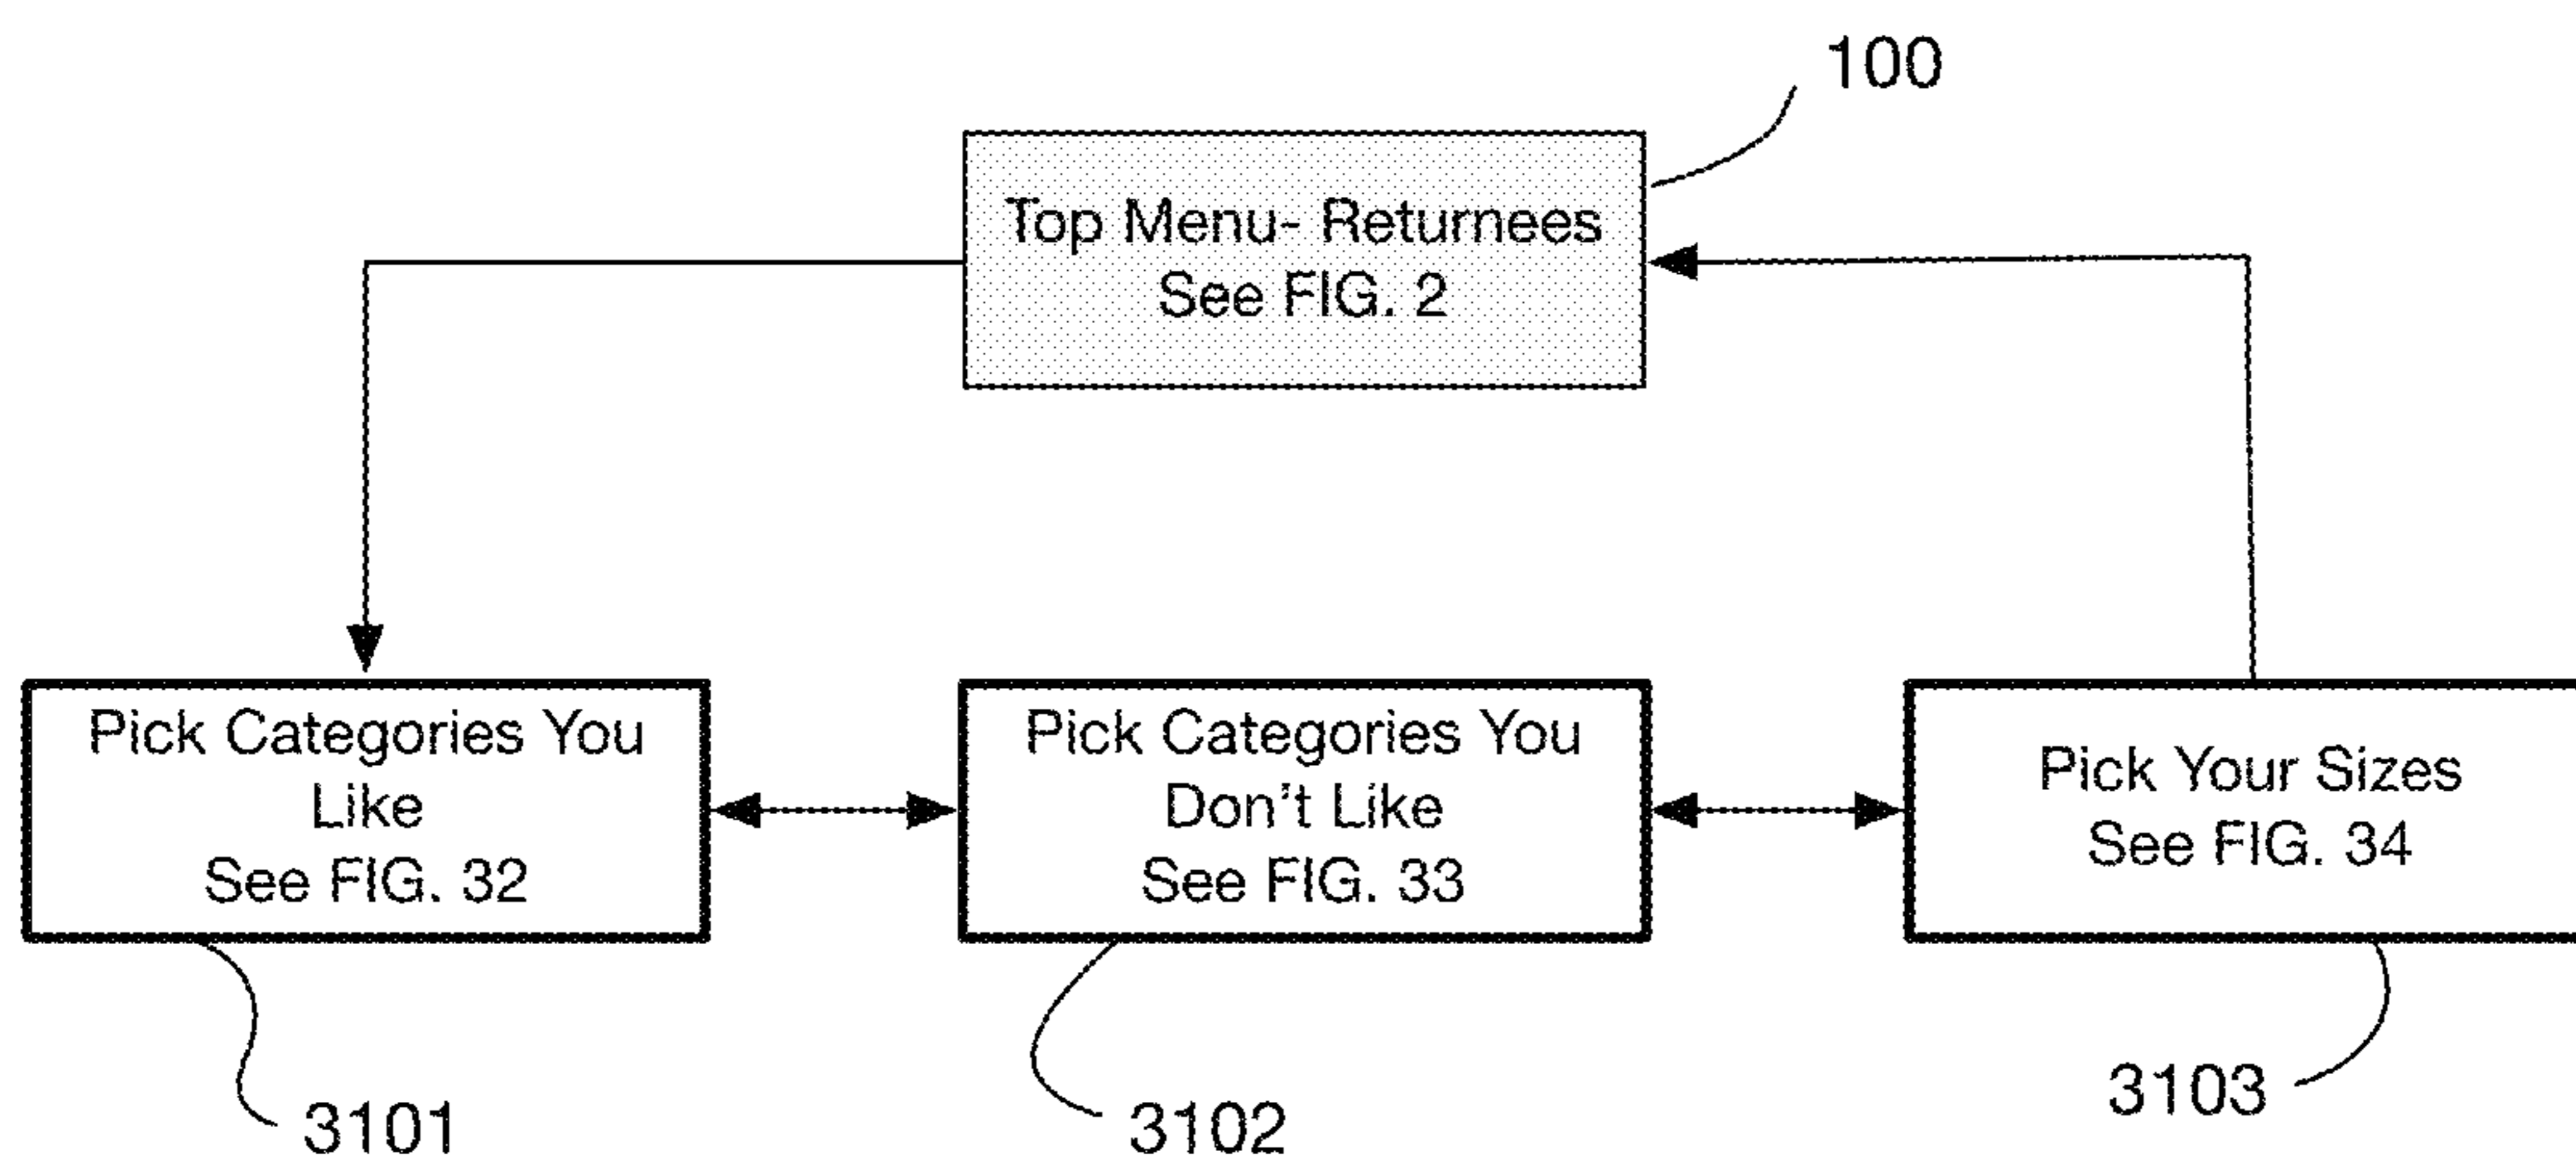 100
Top Menu- Returnees
See FIG. 2
Pick Categories You
Like
See FIG. 32
Pick Categories You
Don't Like
See FIG. 33
Pick Your Sizes
See FIG. 34
3101
3102
3103